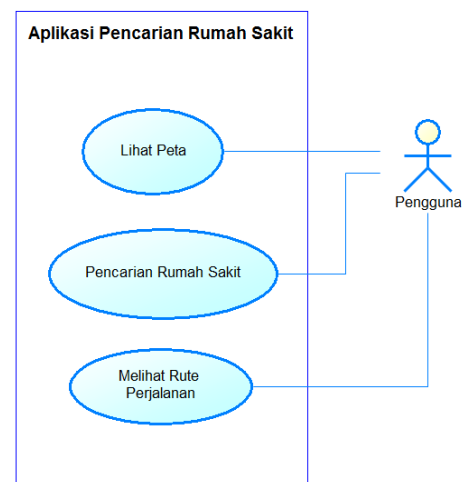 Aplikasi Pencarian Rumah Sakit
Lihat Peta
Pengguna
Pencarian Rumah Sakit
Melihat Rute
Perjalanan